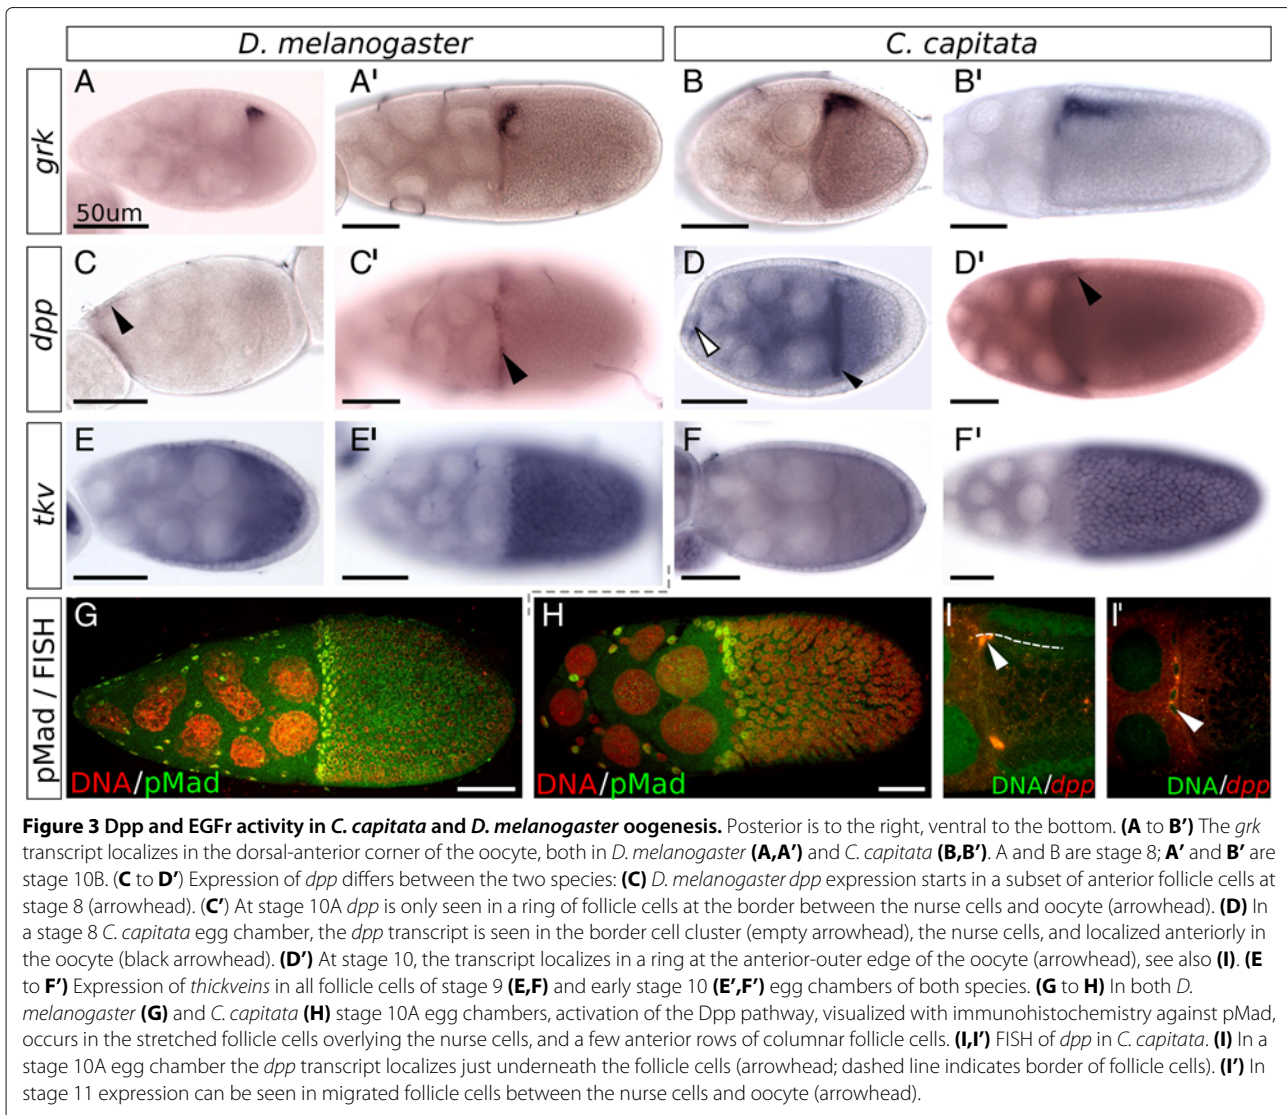 D. melanogaster
C. capitata
grk
A
A'
B
B'
50um
dpp
C
C'
D
D'
tkv
E
E'
F
F'
pMad / FISH
G
H
I
I'
DNA/pMad
DNA/pMad
DNA/dpp
DNA/dpp
Figure 3 Dpp and EGFr activity in C. capitata and D. melanogaster oogenesis. Posterior is to the right, ventral to the bottom. (A to B′) The grk
transcript localizes in the dorsal-anterior corner of the oocyte, both in D. melanogaster (A,A′) and C. capitata (B,B′). A and B are stage 8; A′ and B′ are
stage 10B. (C to D′) Expression of dpp differs between the two species: (C) D. melanogaster dpp expression starts in a subset of anterior follicle cells at
stage 8 (arrowhead). (C′) At stage 10A dpp is only seen in a ring of follicle cells at the border between the nurse cells and oocyte (arrowhead). (D) In
a stage 8 C. capitata egg chamber, the dpp transcript is seen in the border cell cluster (empty arrowhead), the nurse cells, and localized anteriorly in
the oocyte (black arrowhead). (D′) At stage 10, the transcript localizes in a ring at the anterior-outer edge of the oocyte (arrowhead), see also (I). (E
to F′) Expression of thickveins in all follicle cells of stage 9 (E,F) and early stage 10 (E′,F′) egg chambers of both species. (G to H) In both D.
melanogaster (G) and C. capitata (H) stage 10A egg chambers, activation of the Dpp pathway, visualized with immunohistochemistry against pMad,
occurs in the stretched follicle cells overlying the nurse cells, and a few anterior rows of columnar follicle cells. (I,I′) FISH of dpp in C. capitata. (I) In a
stage 10A egg chamber the dpp transcript localizes just underneath the follicle cells (arrowhead; dashed line indicates border of follicle cells). (I′) In
stage 11 expression can be seen in migrated follicle cells between the nurse cells and oocyte (arrowhead).